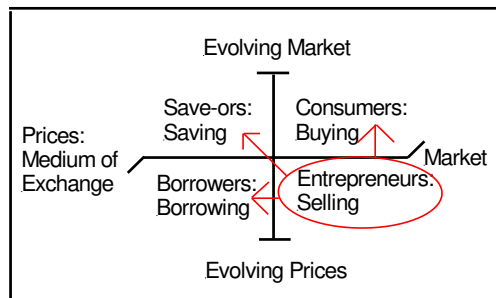 Evolving Market
Save-ors:
Saving
Consumers:
Buying
Prices:
Medium of
Exchange
Market
Borrowers:
Borrowing
Entrepreneurs:
Selling
Evolving Prices